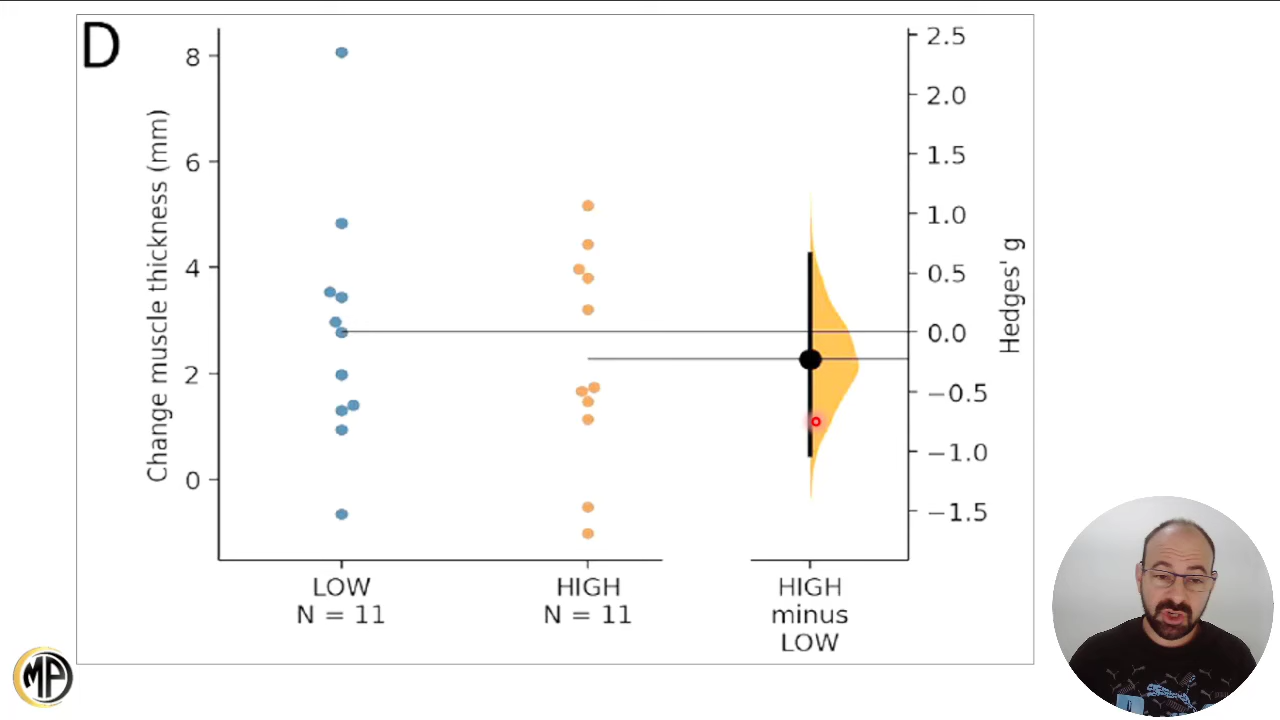 D
Change muscle thickness (mm)
8
6
4
2
0
LOW
N = 11
HIGH
N = 11
HIGH
minus
LOW
2.5
2.0
1.5
1.0
0.5
0.0
−0.5
−1.0
−1.5
Hedges' g
MP